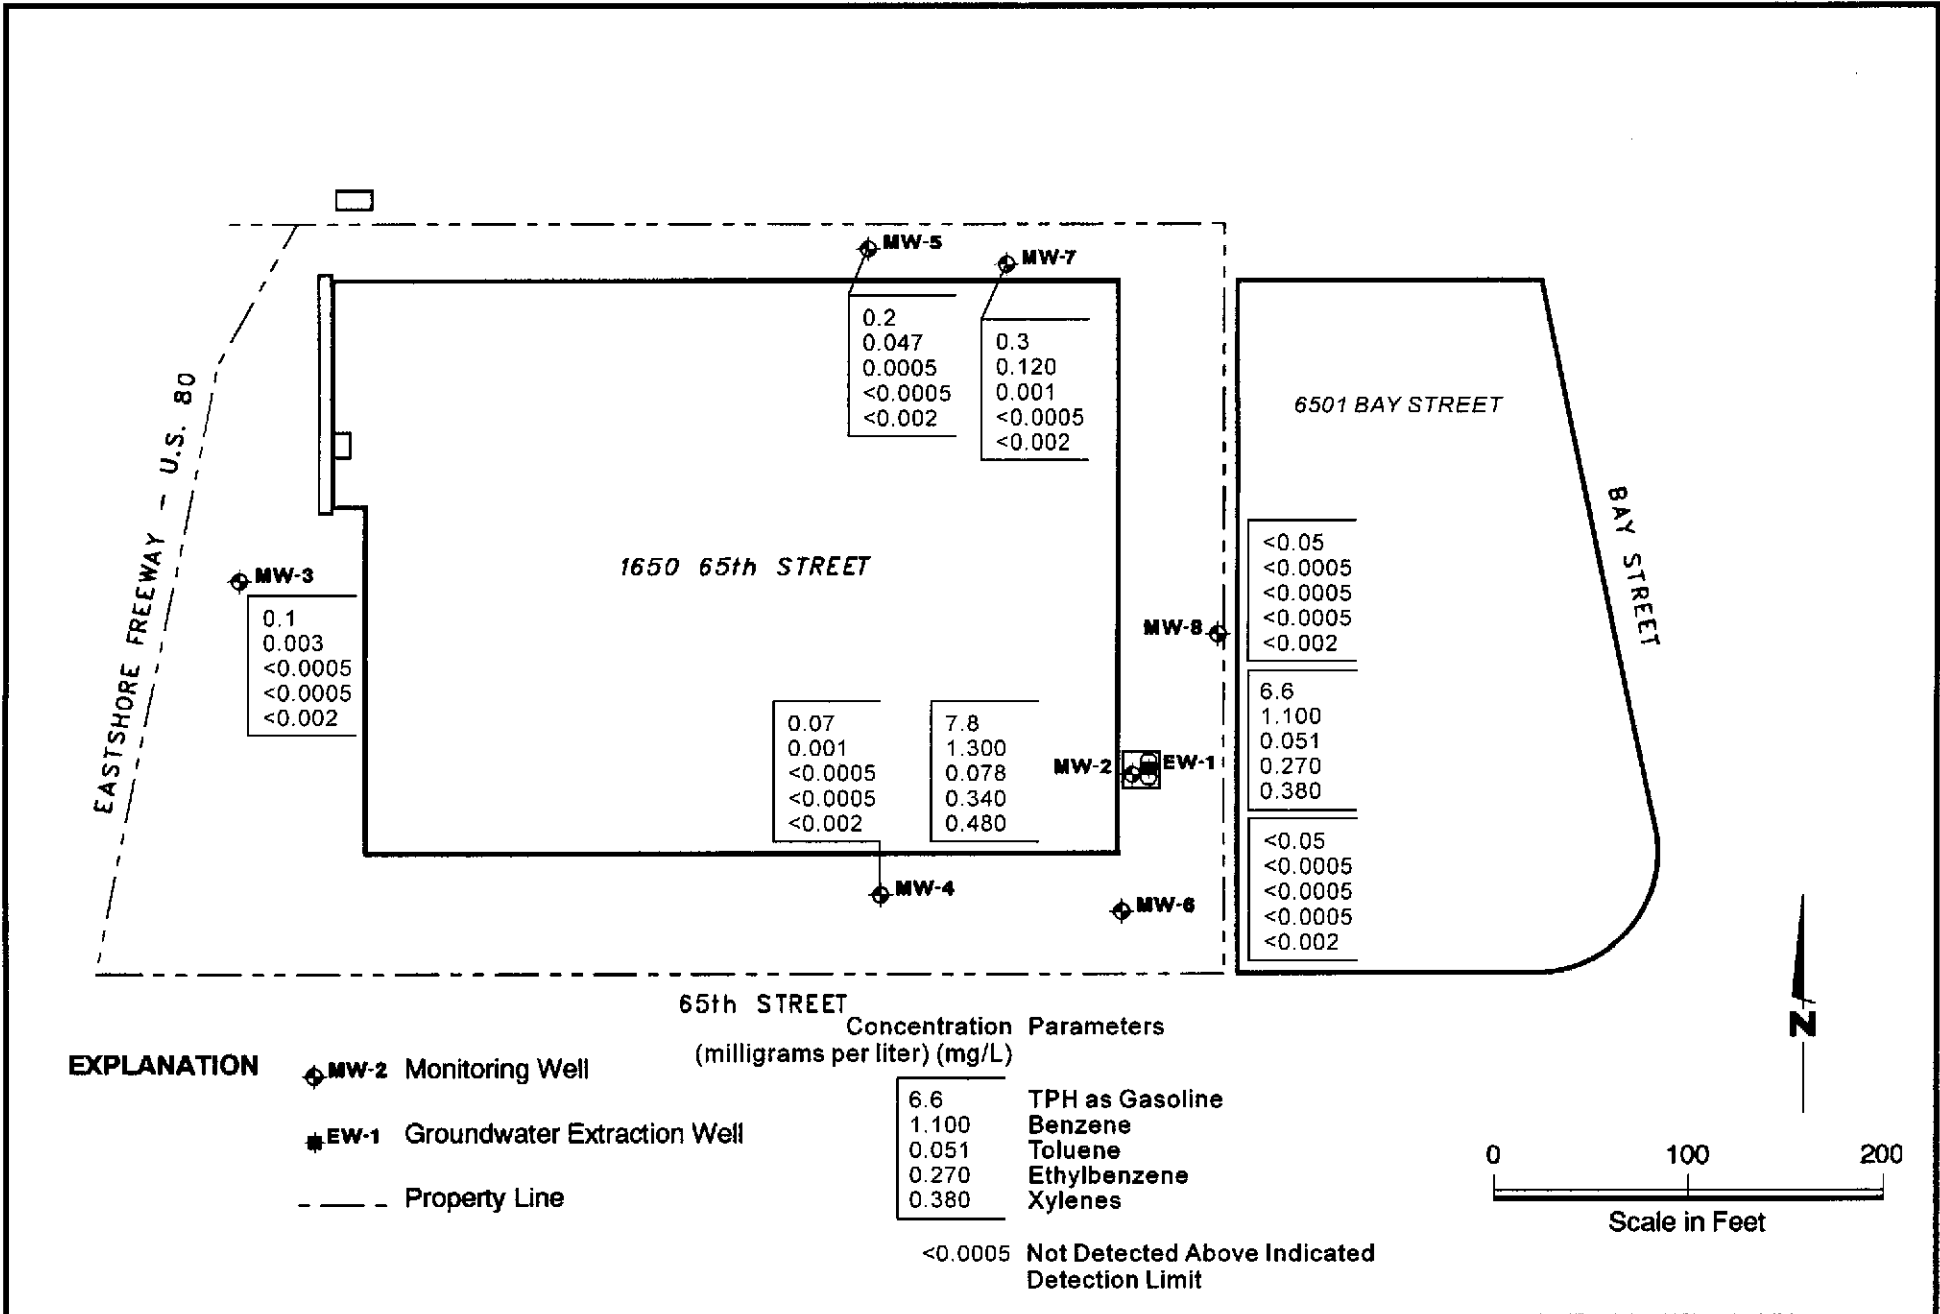 MW-5
MW-7
0.2
0.047
0.0005
<0.0005
<0.002
0.3
0.120
0.001
<0.0005
<0.002
6501 BAY STREET
EASTSHORE FREEWAY - U.S. 80
BAY STREET
1650 65th STREET
MW-3
0.1
0.003
<0.0005
<0.0005
<0.002
MW-8
<0.05
<0.0005
<0.0005
<0.0005
<0.002
0.07
0.001
<0.0005
<0.0005
<0.002
7.8
1.300
0.078
0.340
0.480
MW-2
EW-1
6.6
1.100
0.051
0.270
0.380
<0.05
<0.0005
<0.0005
<0.0005
<0.002
MW-4
MW-6
65th STREET
N
EXPLANATION
MW-2 Monitoring Well
EW-1 Groundwater Extraction Well
Property Line
Concentration Parameters
(milligrams per liter) (mg/L)
6.6 TPH as Gasoline
1.100 Benzene
0.051 Toluene
0.270 Ethylbenzene
0.380 Xylenes
<0.0005 Not Detected Above Indicated
Detection Limit
0 100 200
Scale in Feet